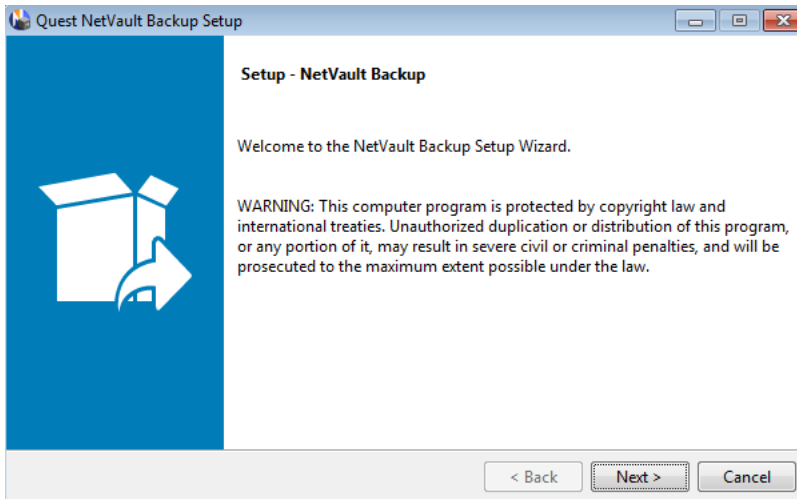 Quest NetVault Backup Setup
Setup - NetVault Backup
Welcome to the NetVault Backup Setup Wizard.
WARNING: This computer program is protected by copyright law and
international treaties. Unauthorized duplication or distribution of this program,
or any portion of it, may result in severe civil or criminal penalties, and will be
prosecuted to the maximum extent possible under the law.
< Back Next > Cancel